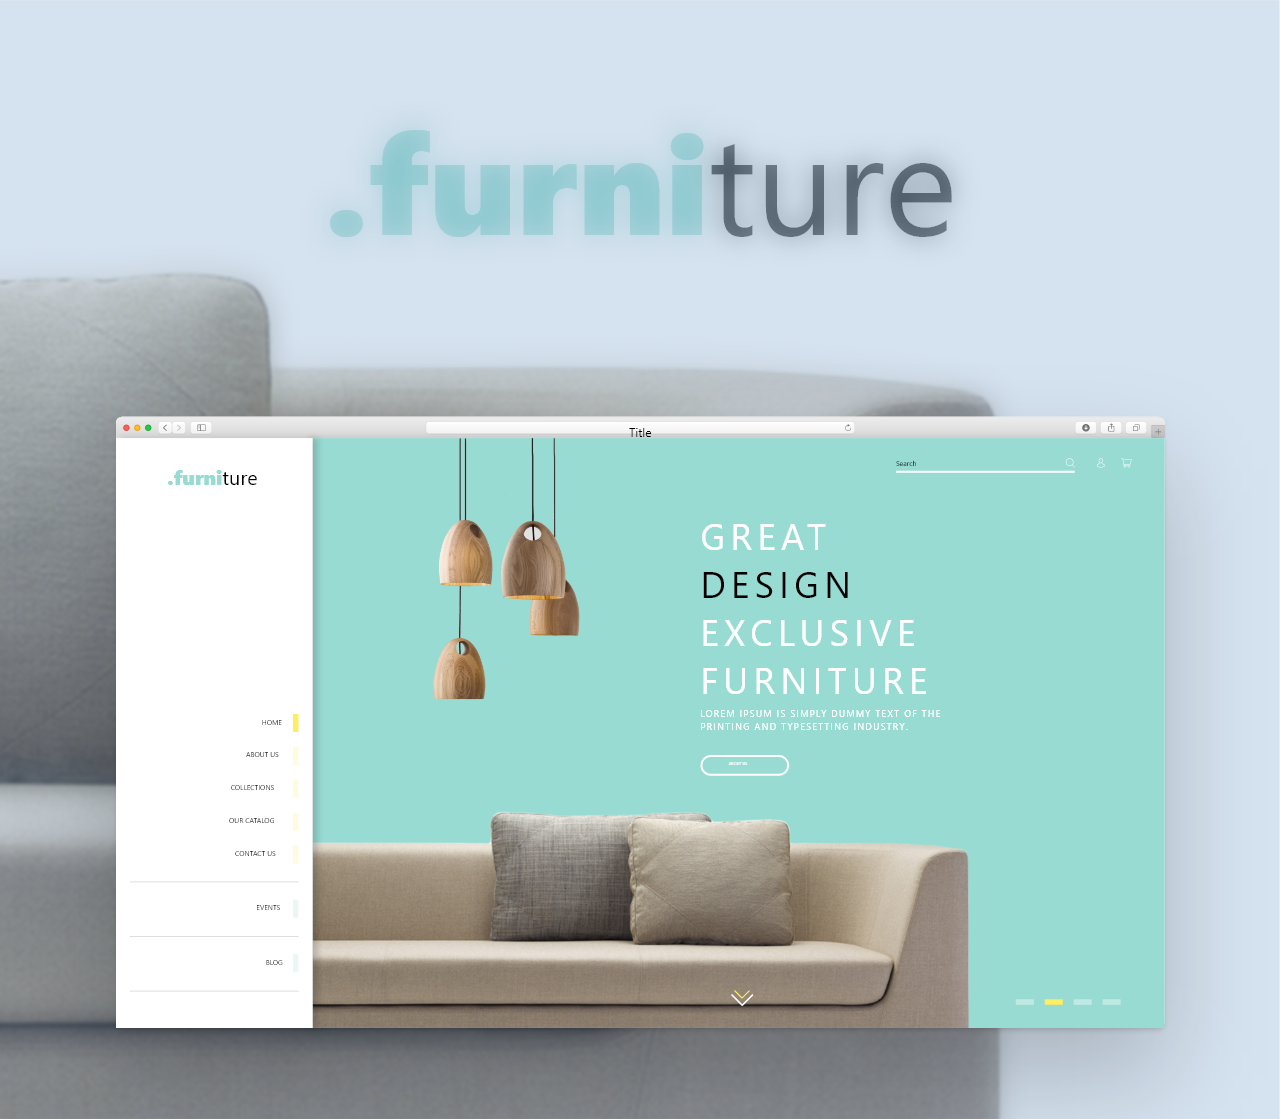 .furniture
Title
.furniture
Search
GREAT
DESIGN
EXCLUSIVE
FURNITURE
LOREM IPSUM IS SIMPLY DUMMY TEXT OF THE
PRINTING AND TYPESETTING INDUSTRY.
HOME
ABOUT US
COLLECTIONS
OUR CATALOG
CONTACT US
EVENTS
BLOG